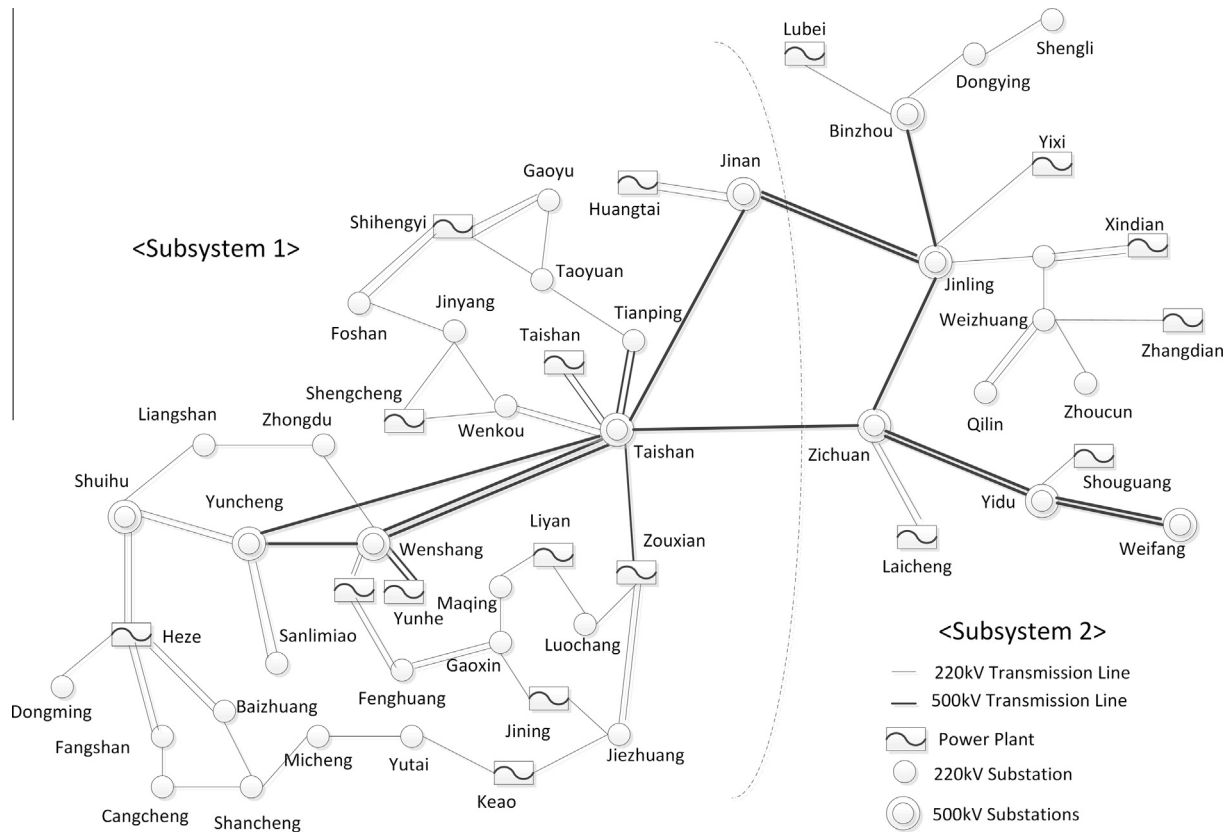 Lubei
Shengli
Dongying
Binzhou
Yixi
Jinan
Gaoyu
Huangtai
Shihengyi
Xindian
<Subsystem 1>
Taoyuan
Jinling
Jinyang
Tianping
Foshan
Weizhuang
Taishan
Zhangdian
Shengcheng
Liangshan
Zhongdu
Wenkou
Qilin
Zhoucun
Taishan
Zichuan
Shuihu
Yuncheng
Shouguang
Yidu
Liyan
Zouxian
Wenshang
Weifang
Laicheng
Maqing
Yunhe
Heze
Sanlimiao
Luochang
<Subsystem 2>
Gaoxin
220kV Transmission Line
Fenghuang
500kV Transmission Line
Baizhuang
Dongming
Jining
Power Plant
Fangshan
Micheng
Yutai
Jiezhuang
220kV Substation
Keao
Cangcheng
Shancheng
500kV Substations